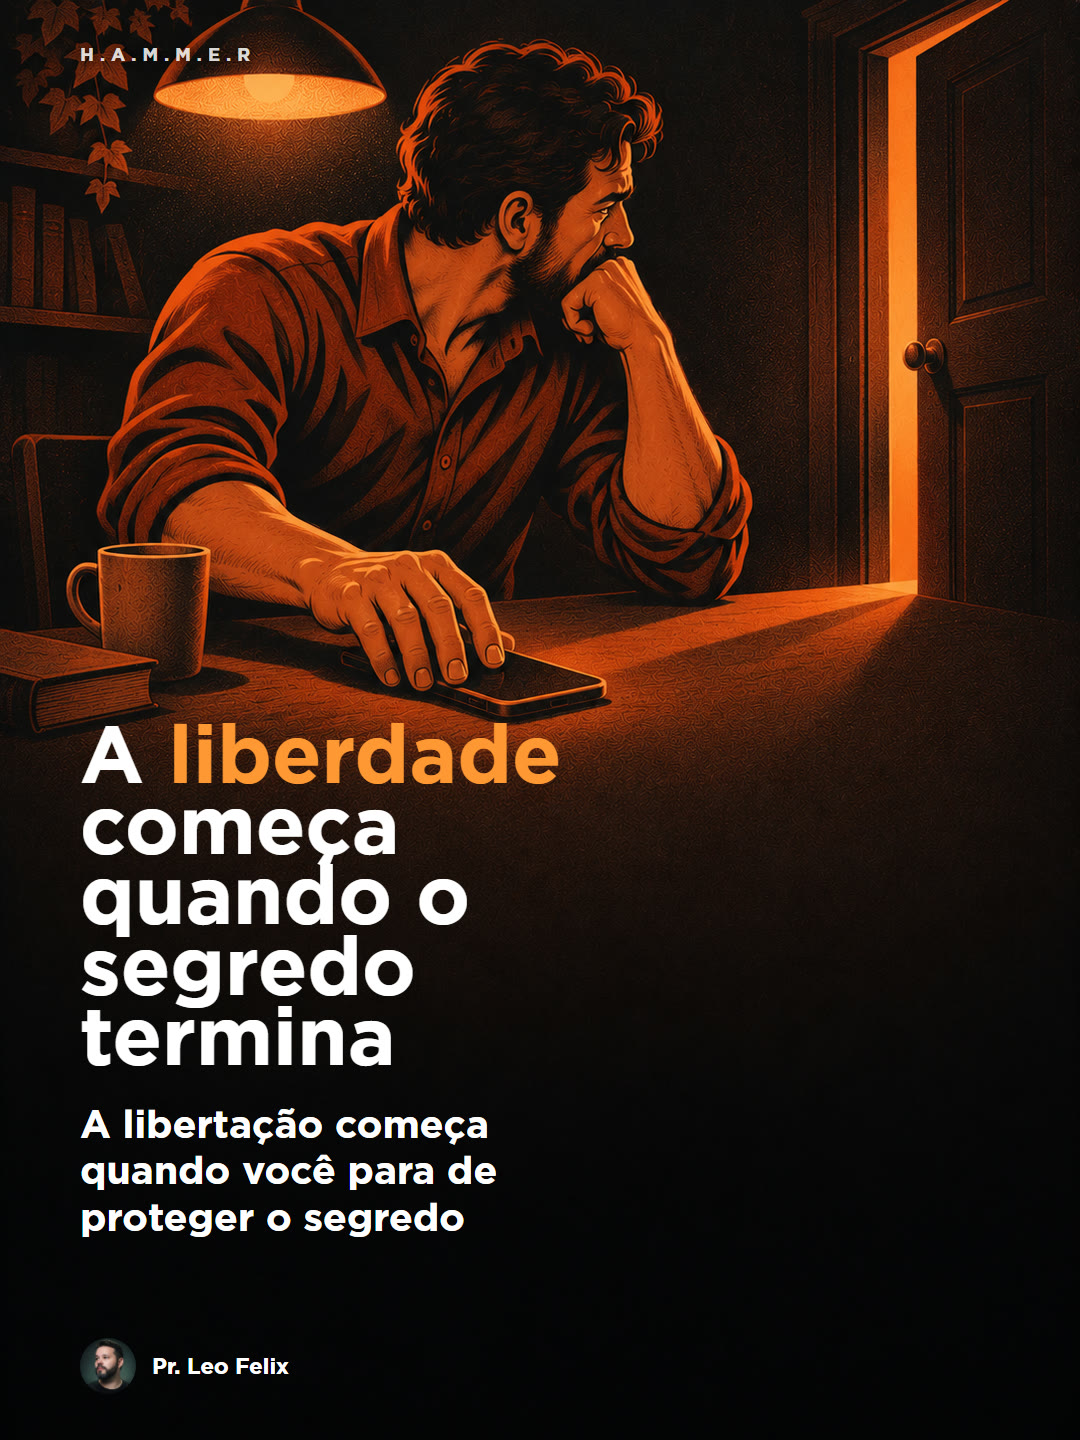 H.A.M.M.E.R
A liberdade
começa
quando o
segredo
termina
A libertação começa
quando você para de
proteger o segredo
Pr. Leo Felix